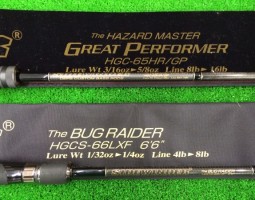 The HAZARD MASTER
GREAT PERFORMER
HGC-65HR/GP
Lure Wt 3/16oz►5/8oz Line 8lb►16lb
The BUG RAIDER
HGCS-66LXF 6'6"
Lure Wt 1/32oz►1/4oz Line 4lb►8lb